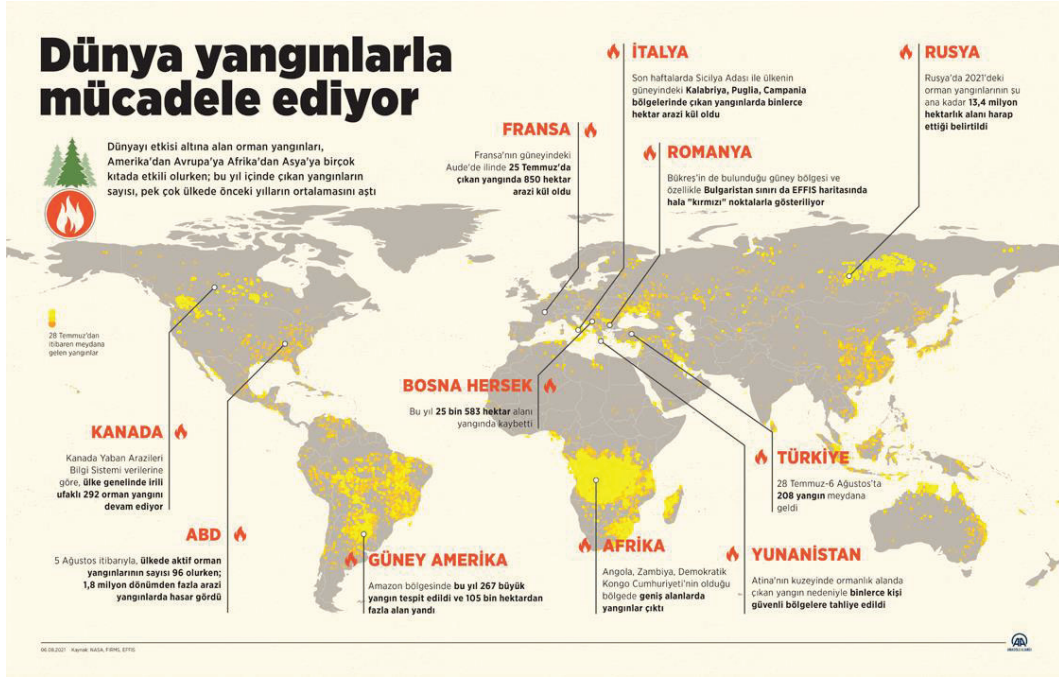 Dünya yangınlarla
mücadele ediyor
Dünyayı etkisi altına alan orman yangınları,
Amerika'dan Avrupa'ya Afrika'dan Asya'ya birçok
kıtada etkili olurken; bu yıl içinde çıkan yangınların
sayısı, pek çok ülkede önceki yılların ortalamasını aştı
İTALYA
Son haftalarda Sicilya Adası ile ülkenin
güneyindeki Kalabriya, Puglia, Campania
bölgelerinde çıkan yangınlarda binlerce
hektar arazi kül oldu
RUSYA
Rusya'da 2021'deki
orman yangınlarının şu
ana kadar 13,4 milyon
hektarlık alanı harap
ettiği belirtildi
FRANSA
Fransa'nın güneyindeki
Aude'de ilinde 25 Temmuz'da
çıkan yangında 850 hektar
arazi kül oldu
ROMANYA
Bükreş'in de bulunduğu güney bölgesi ve
özellikle Bulgaristan sınırı da EFFIS haritasında
hala "kırmızı" noktalarla gösteriliyor
28 Temmuz'dan
itibaren meydana
gelen yangınlar
BOSNA HERSEK
Bu yıl 25 bin 583 hektar alanı
yangında kaybetti
KANADA
Kanada Yaban Arazileri
Bilgi Sistemi verilerine
göre, ülke genelinde irili
ufaklı 292 orman yangını
devam ediyor
TÜRKİYE
28 Temmuz-6 Ağustos'ta
208 yangın meydana
geldi
ABD
5 Ağustos itibarıyla, ülkede aktif orman
yangınlarının sayısı 96 olurken;
1,8 milyon dönümden fazla arazi
yangınlarda hasar gördü
GÜNEY AMERİKA
Amazon bölgesinde bu yıl 267 büyük
yangın tespit edildi ve 105 bin hektardan
fazla alan yandı
AFRİKA
Angola, Zambiya, Demokratik
Kongo Cumhuriyeti'nin olduğu
bölgede geniş alanlarda
yangınlar çıktı
YUNANİSTAN
Atina'nın kuzeyinde ormanlık alanda
çıkan yangın nedeniyle binlerce kişi
güvenli bölgelere tahliye edildi
06.08.2021 Kaynak: NASA, FIRMS, EFFIS
AA
ANADOLU AJANSI